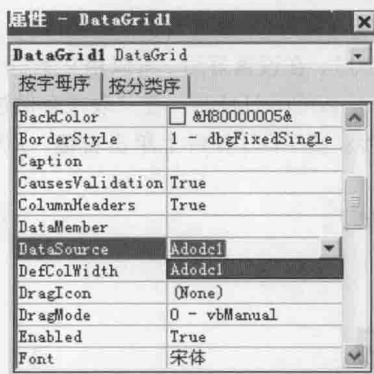 属性 - DataGrid1
DataGrid1 DataGrid
按字母序 按分类序
BackColor &H80000005&
BorderStyle 1 - dbgFixedSingle
Caption
CausesValidation True
ColumnHeaders True
DataMember
DataSource Adodc1
DefColWidth Adodc1
DragIcon (None)
DragMode 0 - vbManual
Enabled True
Font 宋体